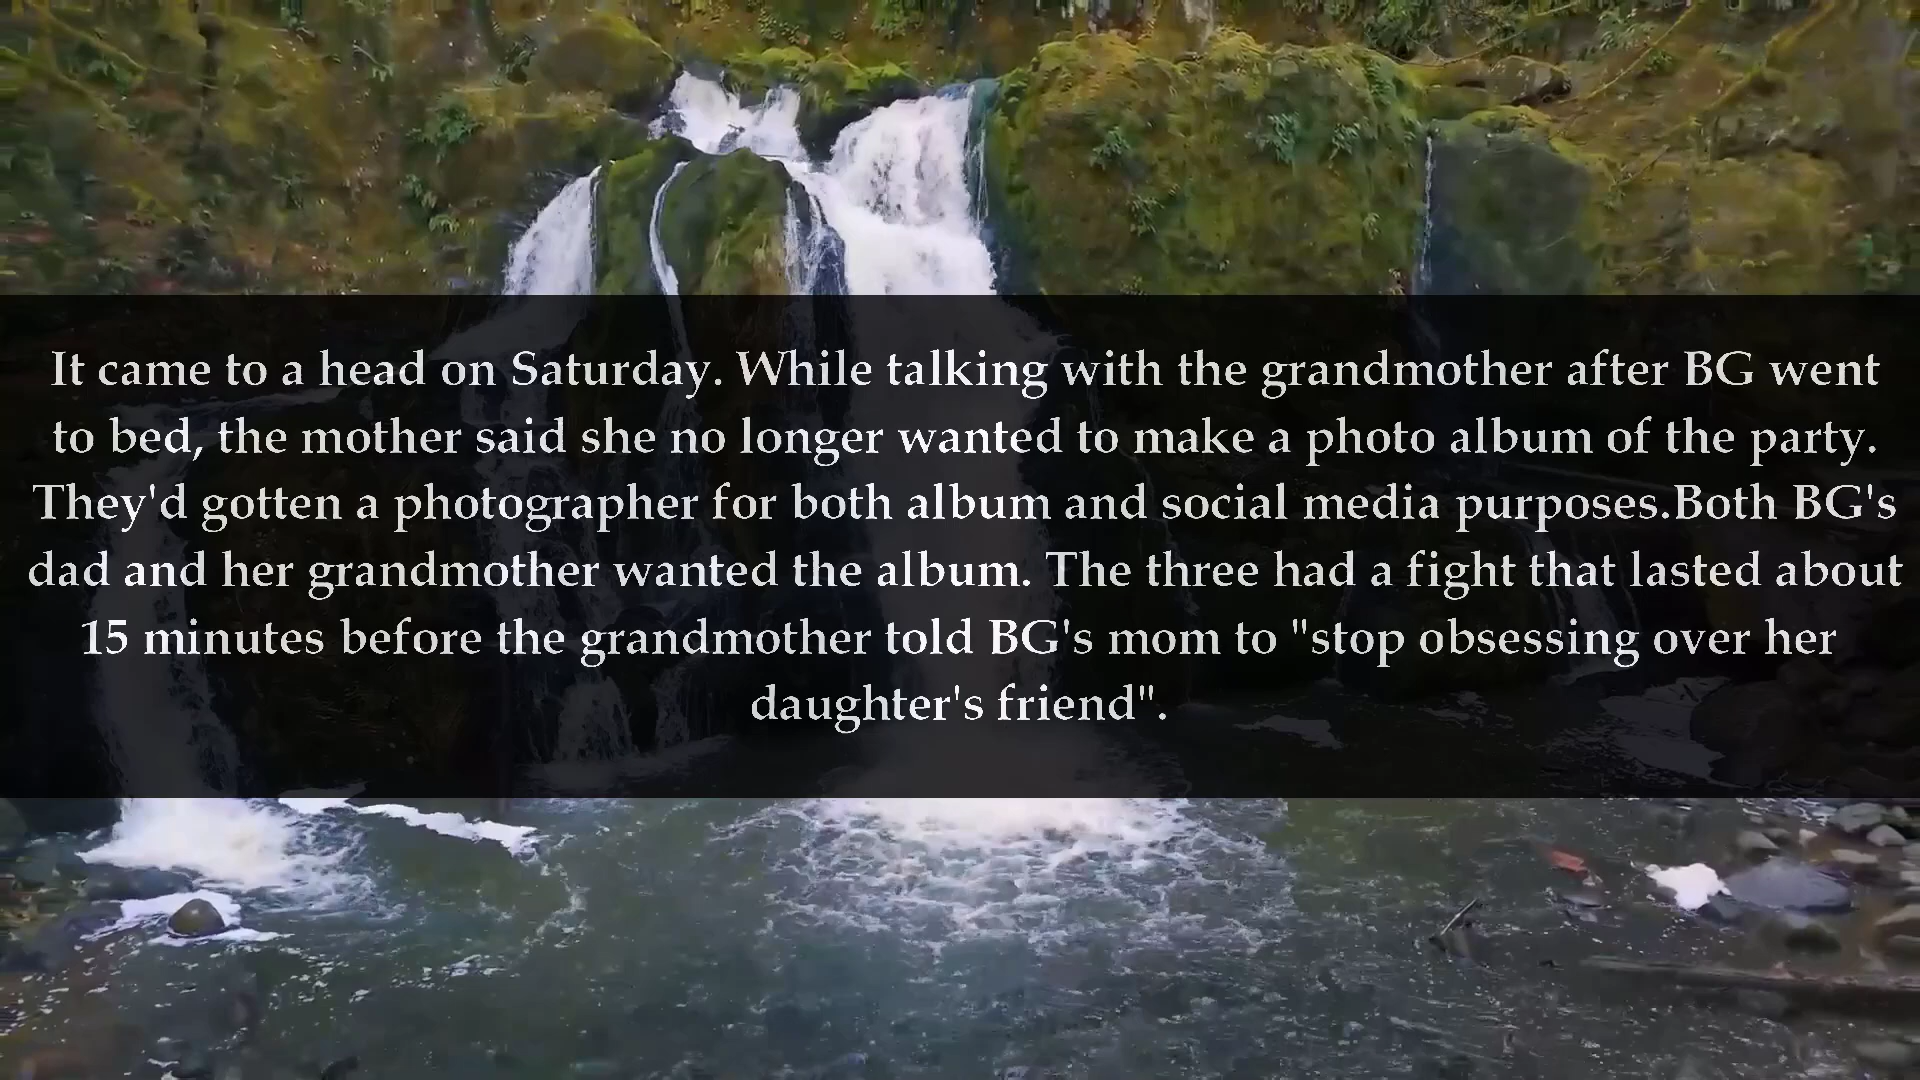 It came to a head on Saturday. While talking with the grandmother after BG went
to bed, the mother said she no longer wanted to make a photo album of the party.
They'd gotten a photographer for both album and social media purposes.Both BG's
dad and her grandmother wanted the album. The three had a fight that lasted about
15 minutes before the grandmother told BG's mom to "stop obsessing over her
daughter's friend".